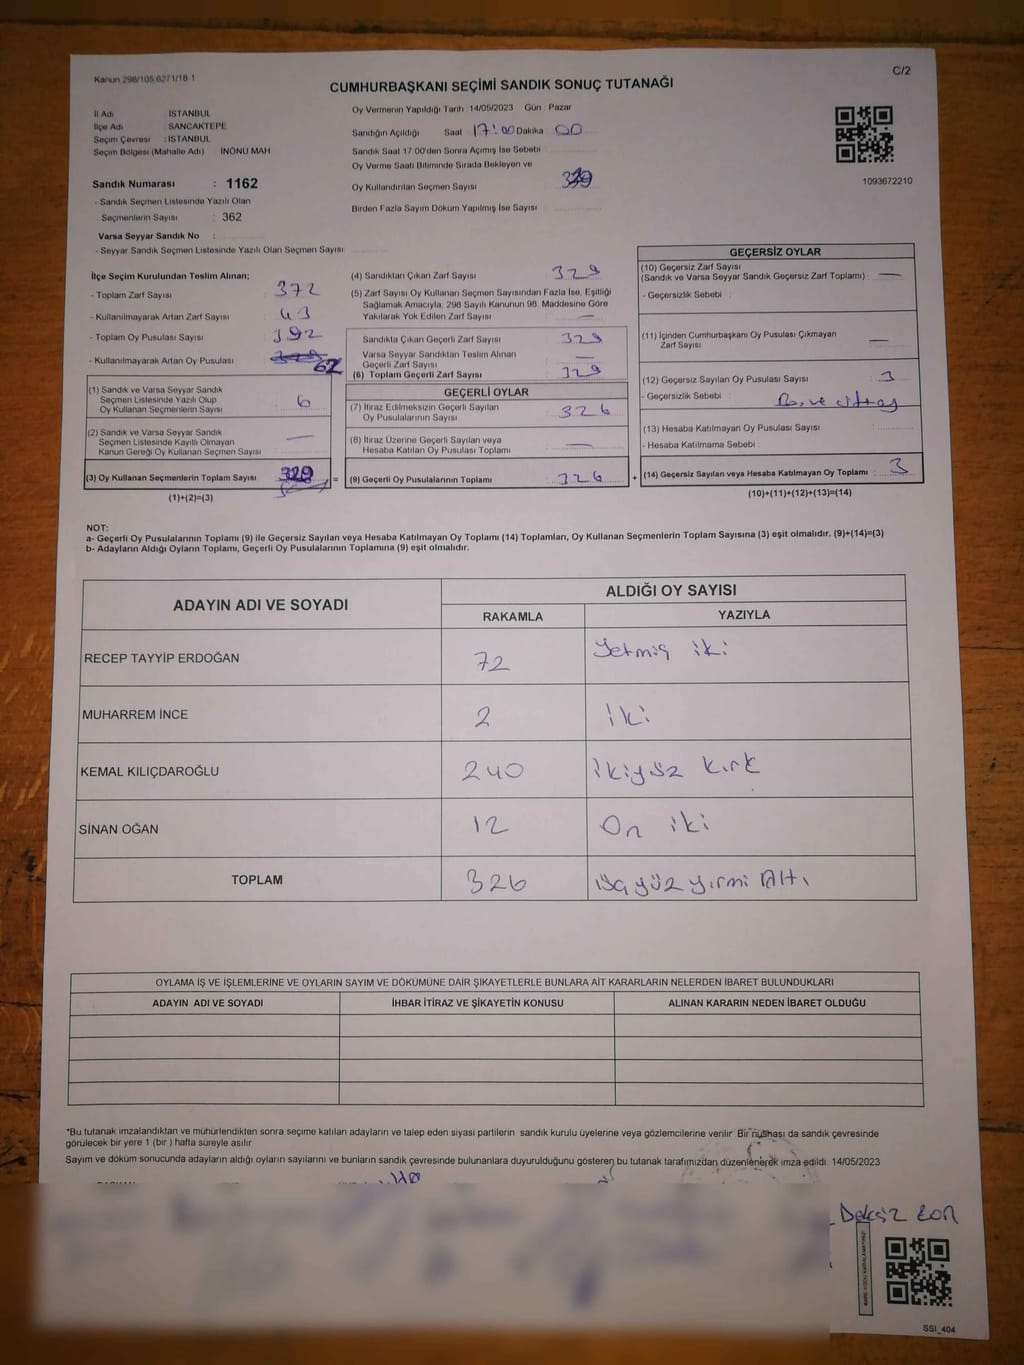 Kanun 298/105 6271/18-1
C/2
CUMHURBAŞKANI SEÇİMİ SANDIK SONUÇ TUTANAĞI
İl Adı İSTANBUL
İlçe Adı : SANCAKTEPE
Seçim Çevresi : İSTANBUL
Seçim Bölgesi (Mahalle Adı) İNÖNÜ MAH
Sandık Numarası : 1162
- Sandık Seçmen Listesinde Yazılı Olan
Seçmenlerin Sayısı : 362
Varsa Seyyar Sandık No :
- Seyyar Sandık Seçmen Listesinde Yazılı Olan Seçmen Sayısı
Oy Vermenin Yapıldığı Tarih : 14/05/2023 Gün : Pazar
Sandığın Açıldığı Saat 17:00 Dakika 00
Sandık Saat 17:00'den Sonra Açımış İse Sebebi
Oy Verme Saati Bitiminde Sırada Bekleyen ve
Oy Kullandırılan Seçmen Sayısı
Birden Fazla Sayım Döküm Yapılmış İse Sayısı
1093672210
İlçe Seçim Kurulundan Teslim Alınan;
- Toplam Zarf Sayısı 372
- Kullanılmayarak Artan Zarf Sayısı 43
- Toplam Oy Pusulası Sayısı 392
- Kullanılmayarak Artan Oy Pusulası 62
(1) Sandık ve Varsa Seyyar Sandık
Seçmen Listesinde Yazılı Olup
Oy Kullanan Seçmenlerin Sayısı 6
(2) Sandık ve Varsa Seyyar Sandık
Seçmen Listesinde Kayıtlı Olmayan
Kanun Gereği Oy Kullanan Seçmen Sayısı —
(3) Oy Kullanan Seçmenlerin Toplam Sayısı 329 =
(1)+(2)=(3)
(4) Sandıktan Çıkan Zarf Sayısı 329
(5) Zarf Sayısı Oy Kullanan Seçmen Sayısından Fazla İse, Eşitliği
Sağlamak Amacıyla; 298 Sayılı Kanunun 98. Maddesine Göre
Yakılarak Yok Edilen Zarf Sayısı —
Sandıkta Çıkan Geçerli Zarf Sayısı 329
Varsa Seyyar Sandıktan Teslim Alınan
Geçerli Zarf Sayısı —
(6) Toplam Geçerli Zarf Sayısı 329
GEÇERLİ OYLAR
(7) İtiraz Edilmeksizin Geçerli Sayılan
Oy Pusulalarının Sayısı 326
(8) İtiraz Üzerine Geçerli Sayılan veya
Hesaba Katılan Oy Pusulaları Toplamı —
(9) Geçerli Oy Pusulalarının Toplamı 326 +
GEÇERSİZ OYLAR
(10) Geçersiz Zarf Sayısı
(Sandık ve Varsa Seyyar Sandık Geçersiz Zarf Toplamı) : —
- Geçersizlik Sebebi :
(11) İçinden Cumhurbaşkanı Oy Pusulası Çıkmayan
Zarf Sayısı —
(12) Geçersiz Sayılan Oy Pusulası Sayısı 3
- Geçersizlik Sebebi :
(13) Hesaba Katılmayan Oy Pusulası Sayısı
- Hesaba Katılmama Sebebi :
(14) Geçersiz Sayılan veya Hesaba Katılmayan Oy Toplamı : 3
(10)+(11)+(12)+(13)=(14)
NOT:
a- Geçerli Oy Pusulalarının Toplamı (9) ile Geçersiz Sayılan veya Hesaba Katılmayan Oy Toplamı (14) Toplamları, Oy Kullanan Seçmenlerin Toplam Sayısına (3) eşit olmalıdır. (9)+(14)=(3)
b- Adayların Aldığı Oyların Toplamı, Geçerli Oy Pusulalarının Toplamına (9) eşit olmalıdır.
ADAYIN ADI VE SOYADI ALDIĞI OY SAYISI
RAKAMLA YAZIYLA
RECEP TAYYİP ERDOĞAN 72 Yetmiş iki
MUHARREM İNCE 2 iki
KEMAL KILIÇDAROĞLU 240 ikiyüz kırk
SİNAN OĞAN 12 On iki
TOPLAM 326 üçyüz yirmi Altı
OYLAMA İŞ VE İŞLEMLERİNE VE OYLARIN SAYIM VE DÖKÜMÜNE DAİR ŞİKAYETLERLE BUNLARA AİT KARARLARIN NELERDEN İBARET BULUNDUKLARI
ADAYIN ADI VE SOYADI İHBAR İTİRAZ VE ŞİKAYETİN KONUSU ALINAN KARARIN NEDEN İBARET OLDUĞU
*Bu tutanak imzalandıktan ve mühürlendikten sonra seçime katılan adayların ve talep eden siyasi partilerin sandık kurulu üyelerine veya gözlemcilerine verilir. Bir nüshası da sandık çevresinde
görülecek bir yere 1 (bir ) hafta süreyle asılır
Sayım ve döküm sonucunda adayların aldığı oyların sayılarını ve bunların sandık çevresinde bulunanlara duyurulduğunu gösteren bu tutanak tarafımızdan düzenlenerek imza edildi. 14/05/2023
SSI_404